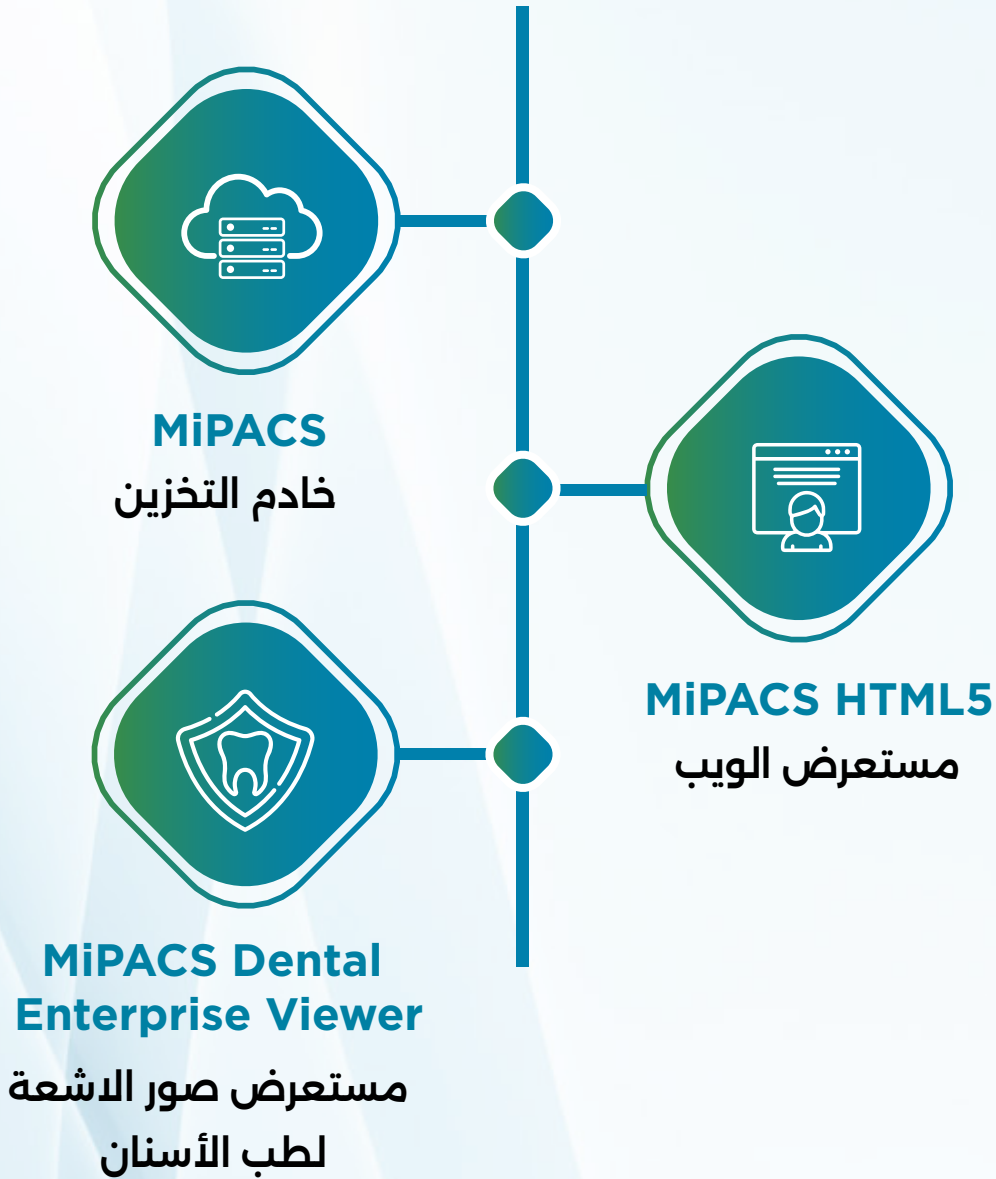 MiPACS
خادم التخزين
MiPACS HTML5
مستعرض الويب
MiPACS Dental
Enterprise Viewer
مستعرض صور الاشعة
لطب الأسنان